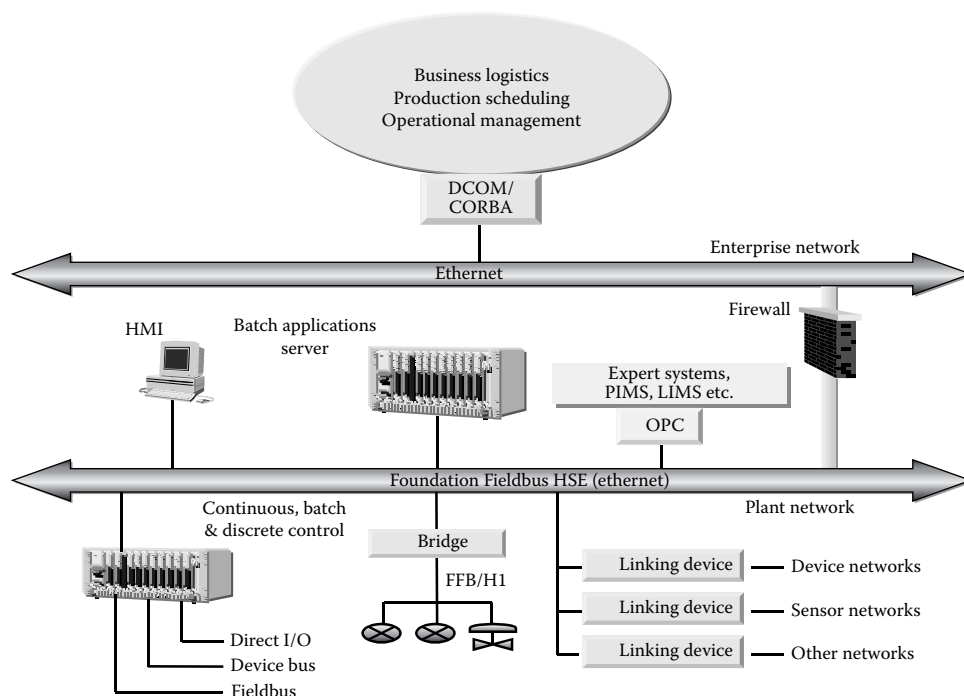 Business logistics
Production scheduling
Operational management
DCOM/
CORBA
Enterprise network
Ethernet
Firewall
HMI
Batch applications
server
Expert systems,
PIMS, LIMS etc.
OPC
Foundation Fieldbus HSE (ethernet)
Plant network
Continuous, batch
& discrete control
Bridge
FFB/H1
Linking device
Device networks
Linking device
Sensor networks
Linking device
Other networks
Direct I/O
Device bus
Fieldbus